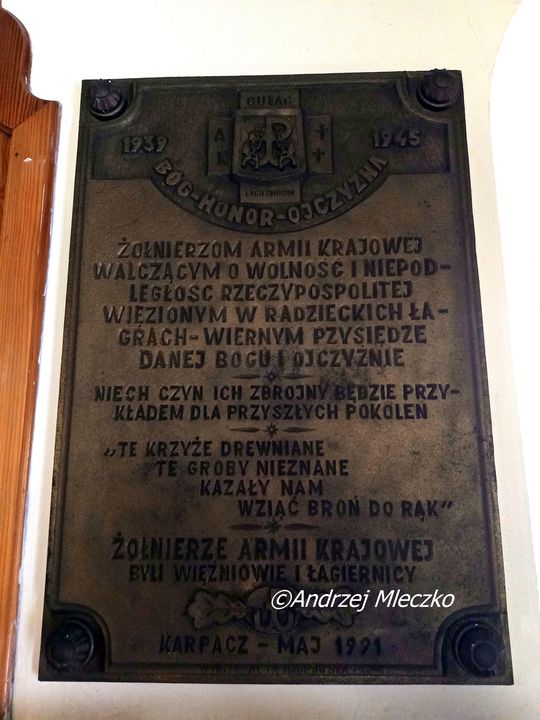 GUŁAG
1939 A K 1945
ŁAGIERNIKÓW
BÓG-HONOR-OJCZYZNA
ŻOŁNIERZOM ARMII KRAJOWEJ
WALCZĄCYM O WOLNOŚĆ I NIEPOD-
LEGŁOŚĆ RZECZYPOSPOLITEJ
WIĘZIONYM W RADZIECKICH ŁA-
GRACH-WIERNYM PZYSIĘDZE
DANEJ BOGU I OJCZYŹNIE
NIECH CZYN ICH ZBROJNY BĘDZIE PRZY-
KŁADEM DLA PRZYSZŁYCH POKOLEŃ
„TE KRZYŻE DREWNIANE
TE GROBY NIEZNANE
KAZAŁY NAM
WZIĄĆ BROŃ DO RĄK”
ŻOŁNIERZE ARMII KRAJOWEJ
BYLI WIĘŹNIOWIE I ŁAGIERNICY
©Andrzej Mleczko
KARPACZ - MAJ 1991